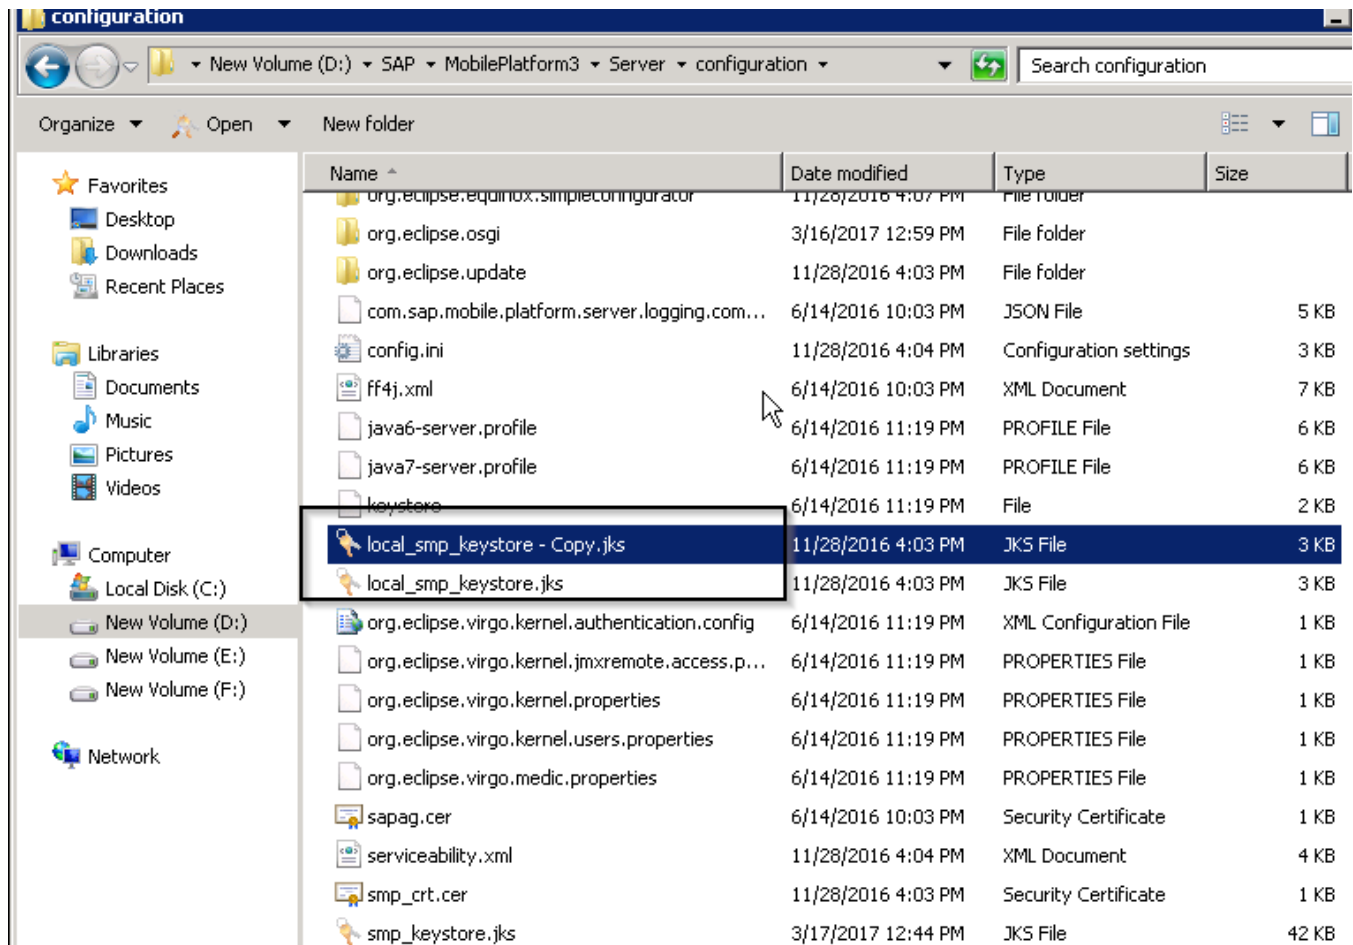 configuration
New Volume (D:) SAP MobilePlatform3 Server configuration Search configuration
Organize Open New folder
Name Date modified Type Size
Favorites
Desktop
Downloads
Recent Places
Libraries
Documents
Music
Pictures
Videos
Computer
Local Disk (C:)
New Volume (D:)
New Volume (E:)
New Volume (F:)
Network
org.eclipse.equinox.simpleconfigurator 11/28/2016 4:07 PM File folder
org.eclipse.osgi 3/16/2017 12:59 PM File folder
org.eclipse.update 11/28/2016 4:03 PM File folder
com.sap.mobile.platform.server.logging.com... 6/14/2016 10:03 PM JSON File 5 KB
config.ini 11/28/2016 4:04 PM Configuration settings 3 KB
ff4j.xml 6/14/2016 10:03 PM XML Document 7 KB
java6-server.profile 6/14/2016 11:19 PM PROFILE File 6 KB
java7-server.profile 6/14/2016 11:19 PM PROFILE File 6 KB
keystore 6/14/2016 11:19 PM File 2 KB
local_smp_keystore - Copy.jks 11/28/2016 4:03 PM JKS File 3 KB
local_smp_keystore.jks 11/28/2016 4:03 PM JKS File 3 KB
org.eclipse.virgo.kernel.authentication.config 6/14/2016 11:19 PM XML Configuration File 1 KB
org.eclipse.virgo.kernel.jmxremote.access.p... 6/14/2016 11:19 PM PROPERTIES File 1 KB
org.eclipse.virgo.kernel.properties 6/14/2016 11:19 PM PROPERTIES File 1 KB
org.eclipse.virgo.kernel.users.properties 6/14/2016 11:19 PM PROPERTIES File 1 KB
org.eclipse.virgo.medic.properties 6/14/2016 11:19 PM PROPERTIES File 1 KB
sapag.cer 6/14/2016 10:03 PM Security Certificate 1 KB
serviceability.xml 11/28/2016 4:04 PM XML Document 4 KB
smp_crt.cer 11/28/2016 4:03 PM Security Certificate 1 KB
smp_keystore.jks 3/17/2017 12:44 PM JKS File 42 KB